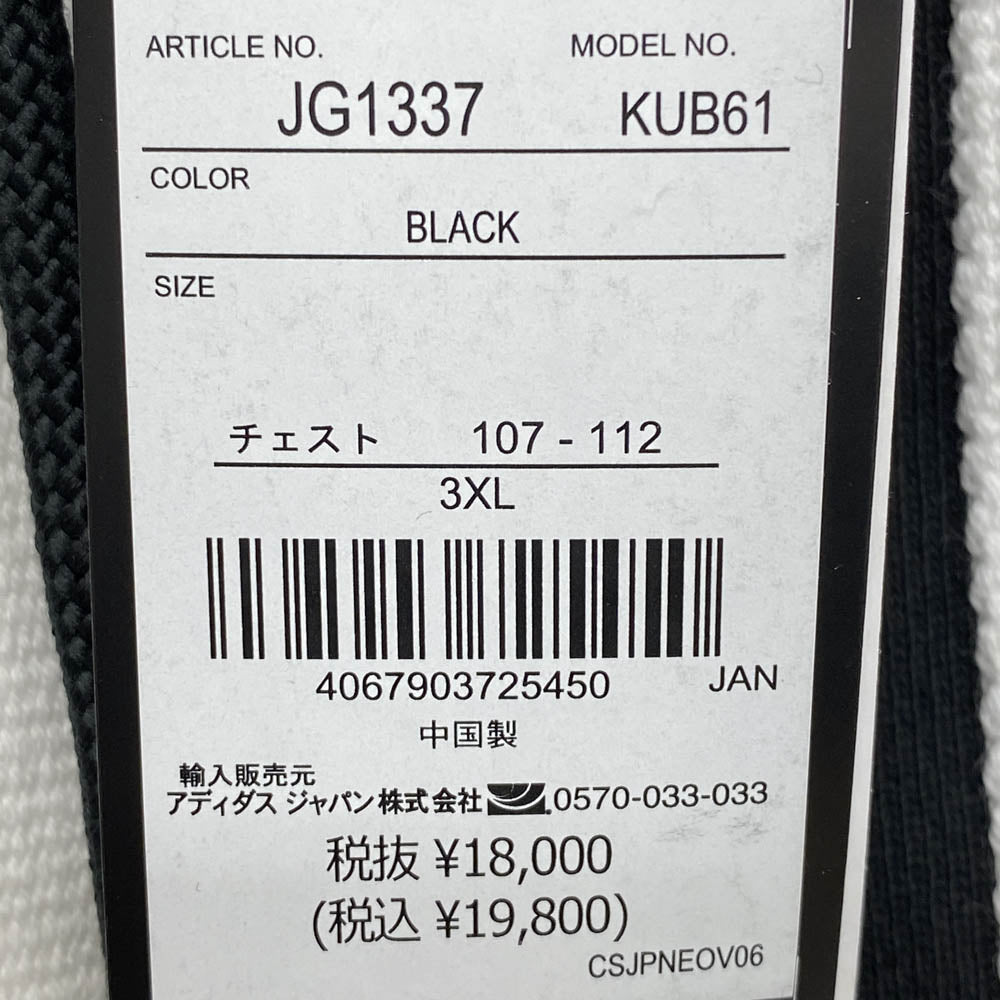 ARTICLE NO. MODEL NO.
JG1337 KUB61
COLOR
BLACK
SIZE
チェスト 107 - 112
3XL
4067903725450 JAN
中国製
輸入販売元
アディダス ジャパン株式会社 0570-033-033
税抜 ¥18,000
(税込 ¥19,800)
CSJPNEOV06